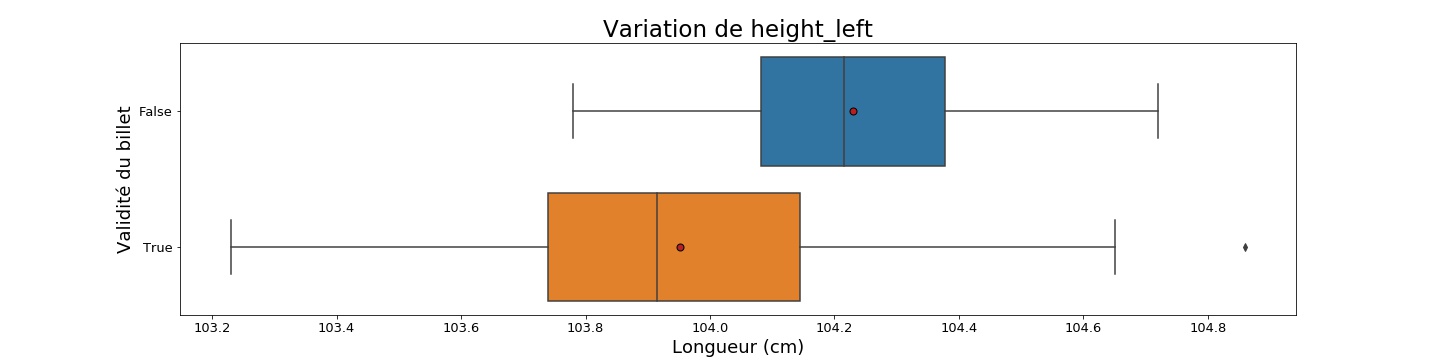 Variation de height_left
Validité du billet
False
True
103.2 103.4 103.6 103.8 104.0 104.2 104.4 104.6 104.8
Longueur (cm)